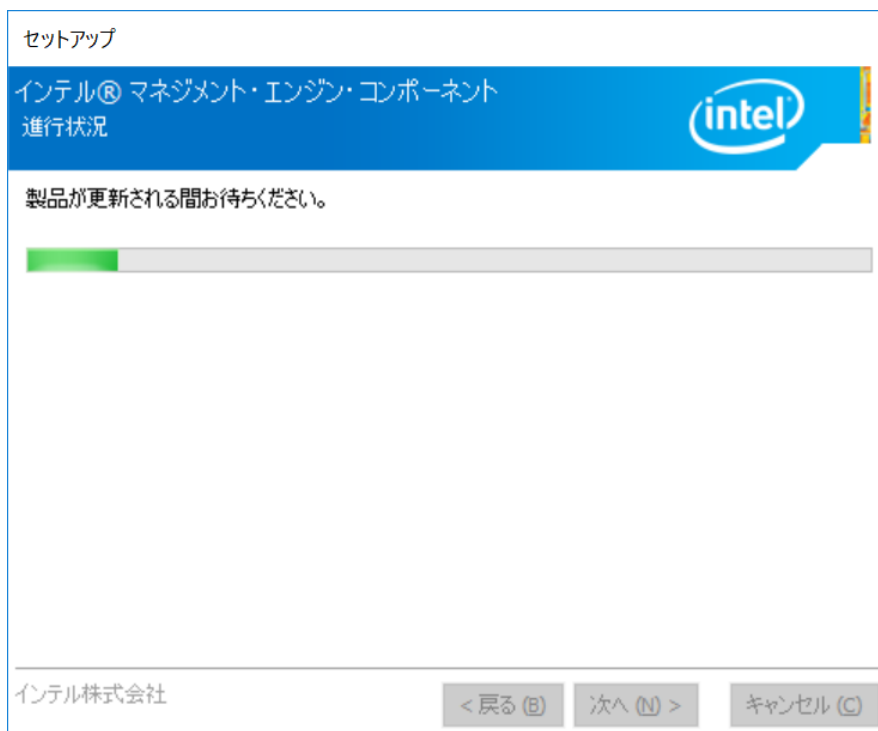 セットアップ
インテル® マネジメント・エンジン・コンポーネント
進行状況
intel
製品が更新される間お待ちください。
インテル株式会社
< 戻る (B)
次へ (N) >
キャンセル (C)